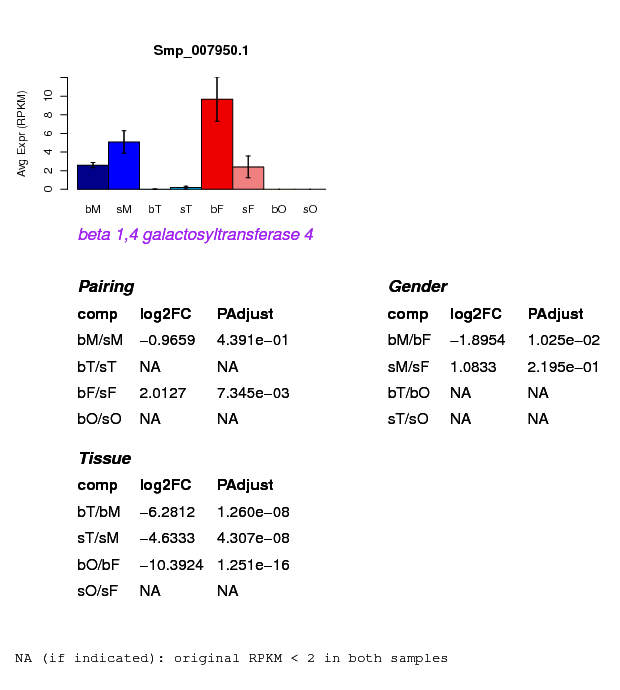 Smp_007950.1
Avg Expr (RPKM)
10
8
6
4
2
0
bM sM bT sT bF sF bO sO
beta 1,4 galactosyltransferase 4
Pairing
comp log2FC PAdjust
bM/sM −0.9659 4.391e−01
bT/sT NA NA
bF/sF 2.0127 7.345e−03
bO/sO NA NA
Gender
comp log2FC PAdjust
bM/bF −1.8954 1.025e−02
sM/sF 1.0833 2.195e−01
bT/bO NA NA
sT/sO NA NA
Tissue
comp log2FC PAdjust
bT/bM −6.2812 1.260e−08
sT/sM −4.6333 4.307e−08
bO/bF −10.3924 1.251e−16
sO/sF NA NA
NA (if indicated): original RPKM < 2 in both samples